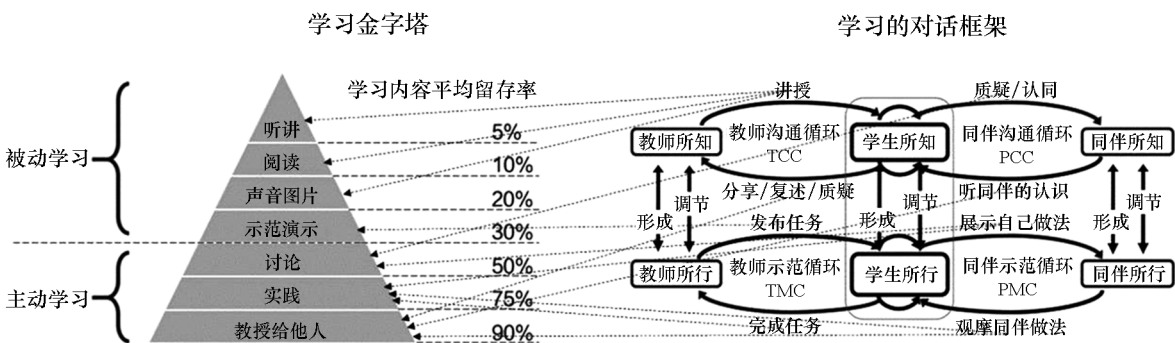 学习金字塔
学习内容平均留存率
被动学习
主动学习
听讲
5%
阅读
10%
声音图片
20%
示范演示
30%
讨论
50%
实践
75%
教授给他人
90%
学习的对话框架
讲授
质疑/认同
教师所知
教师沟通循环
TCC
学生所知
同伴沟通循环
PCC
同伴所知
分享/复述/质疑
听同伴的认识
形成
调节
形成
调节
形成
调节
发布任务
展示自己做法
教师所行
教师示范循环
TMC
学生所行
同伴示范循环
PMC
同伴所行
完成任务
观摩同伴做法